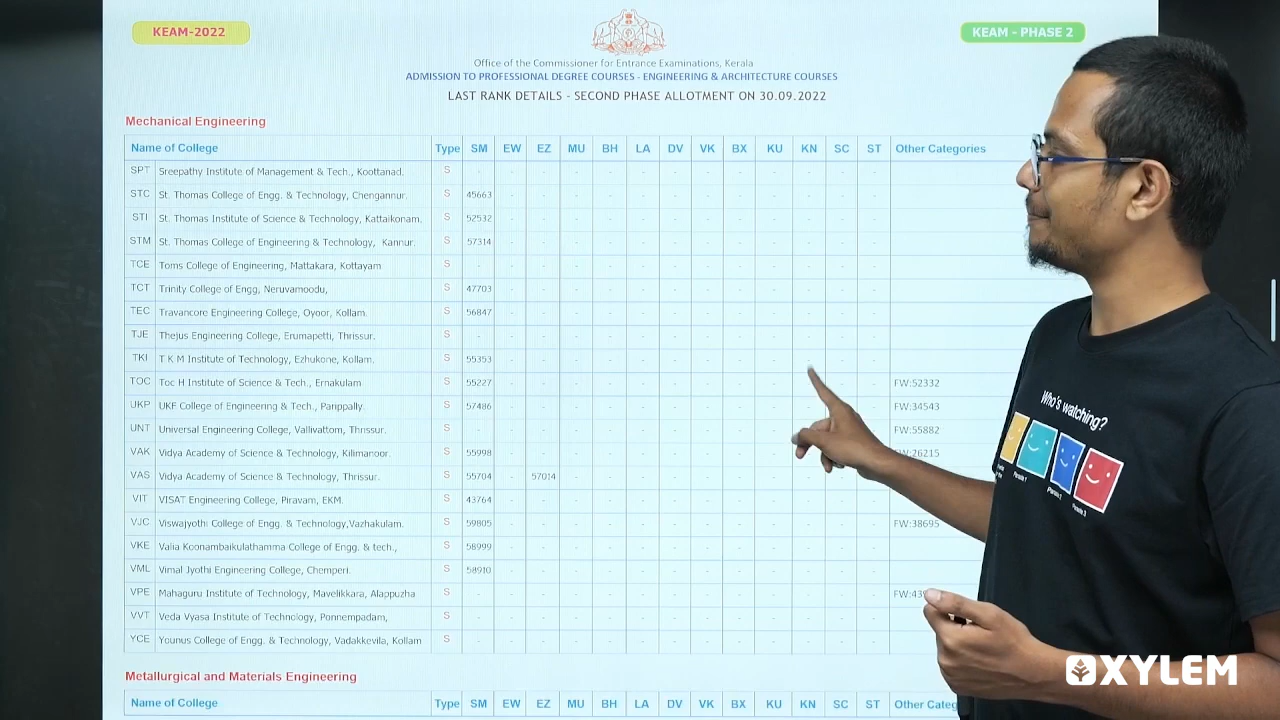 KEAM-2022
KEAM - PHASE 2
Office of the Commissioner for Entrance Examinations, Kerala
ADMISSION TO PROFESSIONAL DEGREE COURSES - ENGINEERING & ARCHITECTURE COURSES
LAST RANK DETAILS - SECOND PHASE ALLOTMENT ON 30.09.2022
Mechanical Engineering
Name of College Type SM EW EZ MU BH LA DV VK BX KU KN SC ST Other Categories
SPT Sreepathy Institute of Management & Tech., Koottanad. S - - - - - - - - - - - - -
STC St. Thomas College of Engg. & Technology, Chengannur. S 45663 - - - - - - - - - - - -
STI St. Thomas Institute of Science & Technology, Kattaikonam. S 52532 - - - - - - - - - - - -
STM St. Thomas College of Engineering & Technology, Kannur. S 57314 - - - - - - - - - - - -
TCE Toms College of Engineering, Mattakara, Kottayam S - - - - - - - - - - - - -
TCT Trinity College of Engg, Neruvamoodu, S 47703 - - - - - - - - - - - -
TEC Travancore Engineering College, Oyoor, Kollam. S 56847 - - - - - - - - - - - -
TJE Thejus Engineering College, Erumapetti, Thrissur. S - - - - - - - - - - - - -
TKI T K M Institute of Technology, Ezhukone, Kollam. S 55353 - - - - - - - - - - - -
TOC Toc H Institute of Science & Tech., Ernakulam S 55227 - - - - - - - - - - - - FW:52332
UKP UKF College of Engineering & Tech., Parippally. S 57486 - - - - - - - - - - - - FW:34543
UNT Universal Engineering College, Vallivattom, Thrissur. S - - - - - - - - - - - - - FW:55882
VAK Vidya Academy of Science & Technology, Kilimanoor. S 55998 - - - - - - - - - - - - FW:26215
VAS Vidya Academy of Science & Technology, Thrissur. S 55704 - 57014 - - - - - - - - - -
VIT VISAT Engineering College, Piravam, EKM. S 43764 - - - - - - - - - - - -
VJC Viswajyothi College of Engg. & Technology,Vazhakulam. S 59805 - - - - - - - - - - - - FW:38695
VKE Valia Koonambaikulathamma College of Engg. & tech., S 58999 - - - - - - - - - - - -
VML Vimal Jyothi Engineering College, Chemperi. S 58910 - - - - - - - - - - - -
VPE Mahaguru Institute of Technology, Mavelikkara, Alappuzha S - - - - - - - - - - - - -
VVT Veda Vyasa Institute of Technology, Ponnempadam, S - - - - - - - - - - - - -
YCE Younus College of Engg. & Technology, Vadakkevila, Kollam S - - - - - - - - - - - - -
Metallurgical and Materials Engineering
Name of College Type SM EW EZ MU BH LA DV VK BX KU KN SC ST Other
Who's watching?
XYLEM